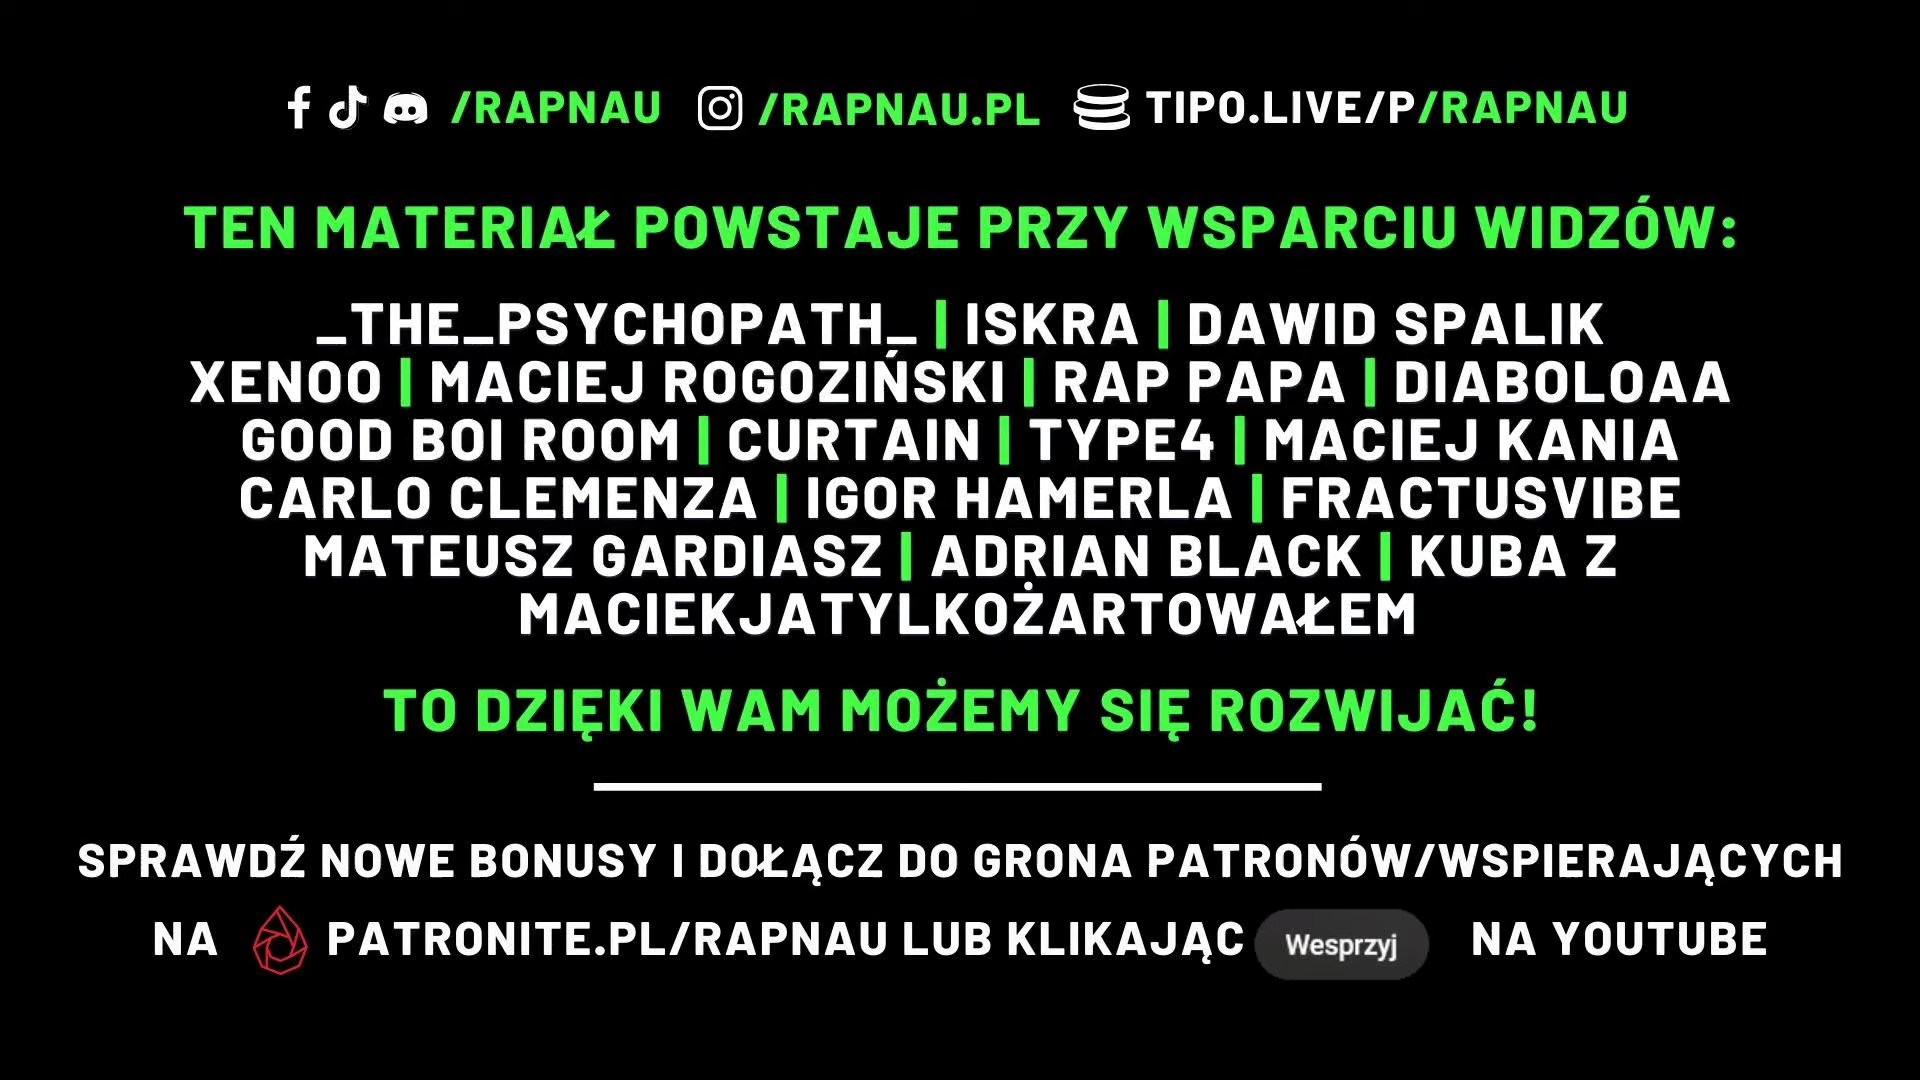 /RAPNAU /RAPNAU.PL TIPO.LIVE/P/RAPNAU
TEN MATERIAŁ POWSTAJE PRZY WSPARCIU WIDZÓW:
_THE_PSYCHOPATH_ | ISKRA | DAWID SPALIK
XENOO | MACIEJ ROGOZIŃSKI | RAP PAPA | DIABOLOAA
GOOD BOI ROOM | CURTAIN | TYPE4 | MACIEJ KANIA
CARLO CLEMENZA | IGOR HAMERLA | FRACTUSVIBE
MATEUSZ GARDIASZ | ADRIAN BLACK | KUBA Z
MACIEKJATYLKOŻARTOWAŁEM
TO DZIĘKI WAM MOŻEMY SIĘ ROZWIJAĆ!
SPRAWDŹ NOWE BONUSY I DOŁĄCZ DO GRONA PATRONÓW/WSPIERAJĄCYCH
NA PATRONITE.PL/RAPNAU LUB KLIKAJĄC Wesprzyj NA YOUTUBE